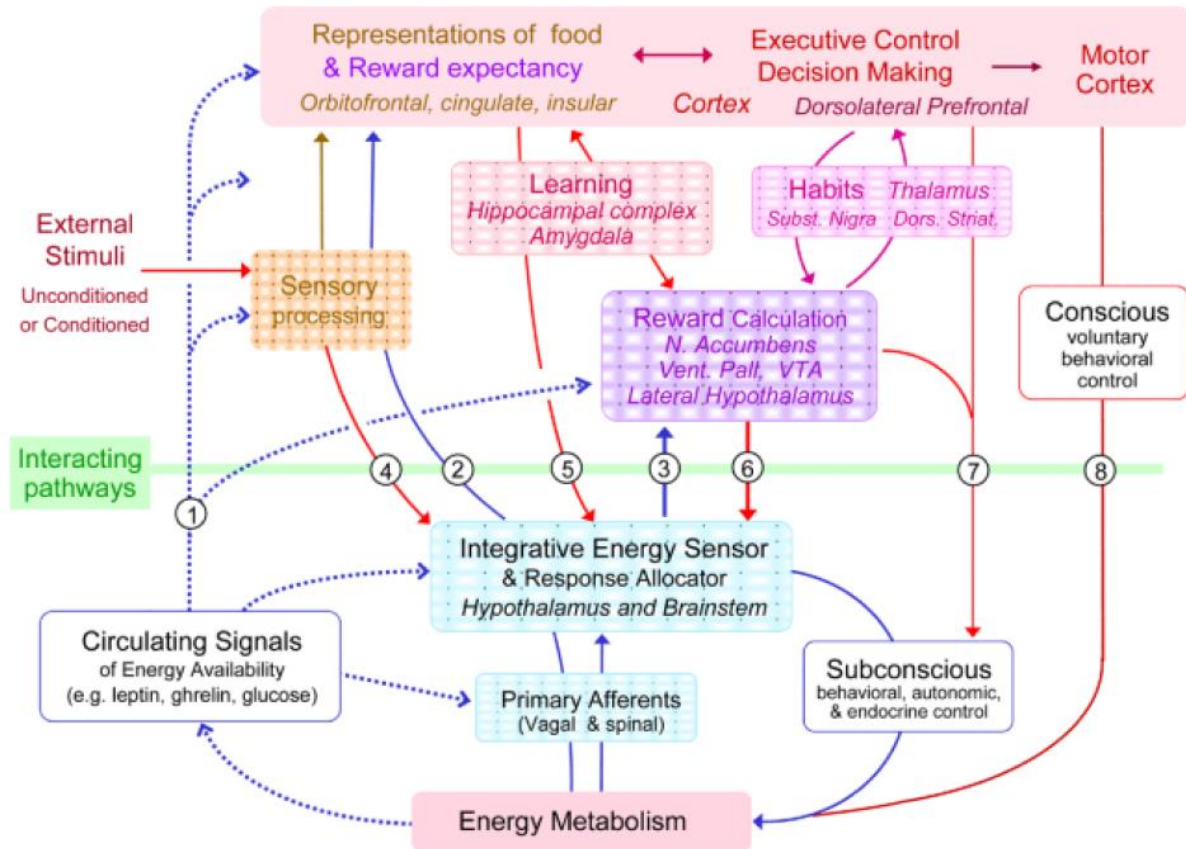 Representations of food
& Reward expectancy
Orbitofrontal, cingulate, insular
Executive Control
Decision Making
Cortex
Dorsolateral Prefrontal
Motor
Cortex
Learning
Hippocampal complex
Amygdala
Habits Thalamus
Subst. Nigra Dors. Striat,
External
Stimuli
Unconditioned
or Conditioned
Sensory
processing
Reward Calculation
N. Accumbens
Vent. Pall, VTA
Lateral Hypothalamus
Conscious
voluntary
behavioral
control
Interacting
pathways
1
4
2
5
3
6
7
8
Integrative Energy Sensor
& Response Allocator
Hypothalamus and Brainstem
Circulating Signals
of Energy Availability
(e.g. leptin, ghrelin, glucose)
Primary Afferents
(Vagal & spinal)
Subconscious
behavioral, autonomic,
& endocrine control
Energy Metabolism